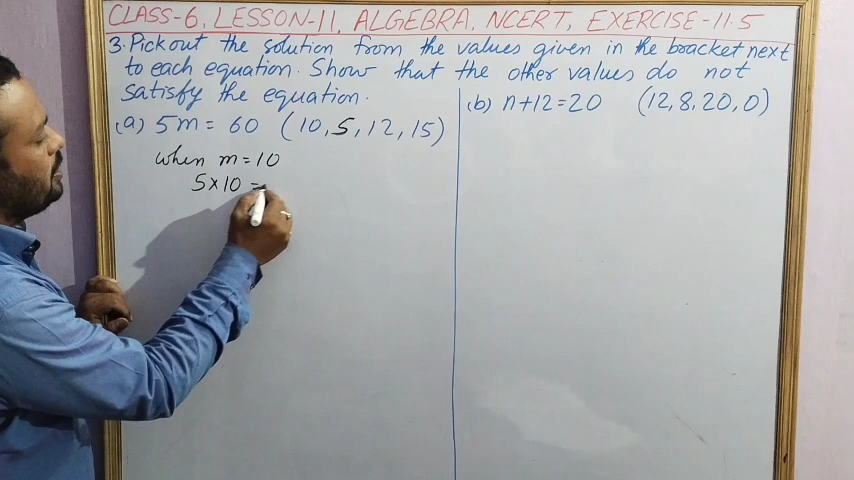 CLASS-6, LESSON-11, ALGEBRA, NCERT, EXERCISE-11.5
3. Pick out the solution from the values given in the bracket next
to each equation. Show that the other values do not
satisfy the equation.
(a) 5m = 60 (10, 5, 12, 15)
when m = 10
5×10 =
(b) n+12=20 (12, 8, 20, 0)